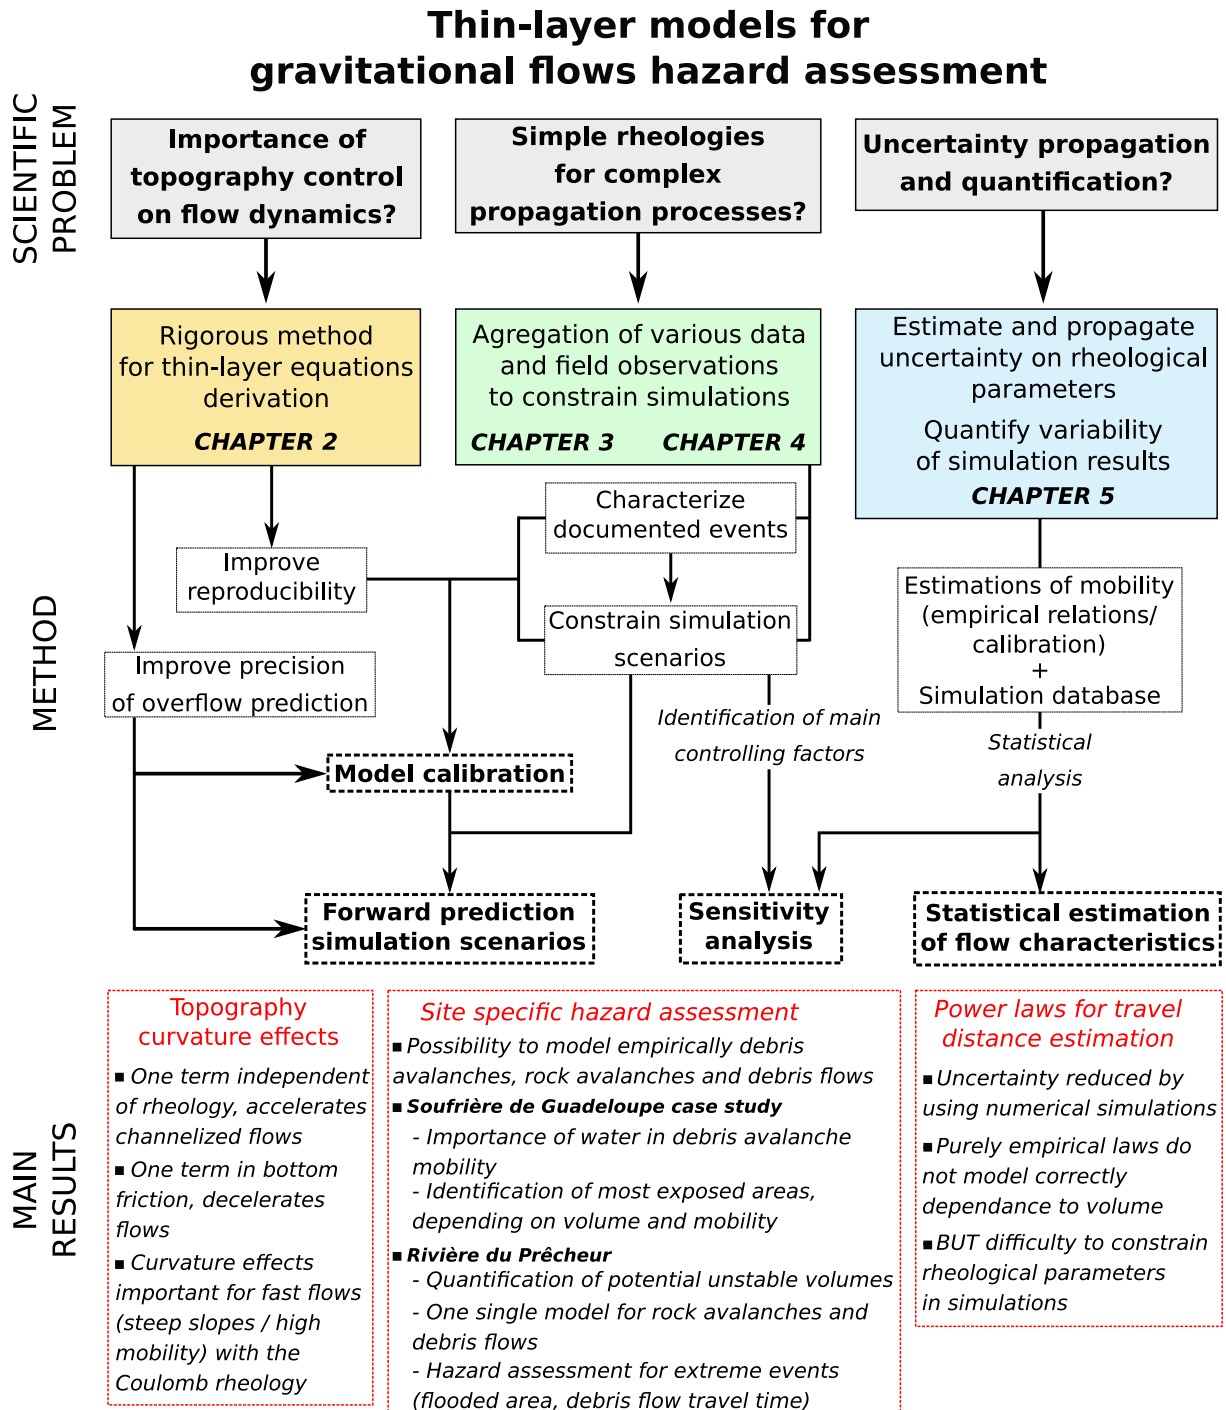 Thin-layer models for
gravitational flows hazard assessment
SCIENTIFIC
PROBLEM
Importance of
topography control
on flow dynamics?
Simple rheologies
for complex
propagation processes?
Uncertainty propagation
and quantification?
METHOD
Rigorous method
for thin-layer equations
derivation
CHAPTER 2
Agregation of various data
and field observations
to constrain simulations
CHAPTER 3 CHAPTER 4
Estimate and propagate
uncertainty on rheological
parameters
Quantify variability
of simulation results
CHAPTER 5
Improve
reproducibility
Improve precision
of overflow prediction
Characterize
documented events
Constrain simulation
scenarios
Estimations of mobility
(empirical relations/
calibration)
+
Simulation database
Identification of main
controlling factors
Statistical
analysis
Model calibration
Forward prediction
simulation scenarios
Sensitivity
analysis
Statistical estimation
of flow characteristics
MAIN
RESULTS
Topography
curvature effects
▪ One term independent
of rheology, accelerates
channelized flows
▪ One term in bottom
friction, decelerates
flows
▪ Curvature effects
important for fast flows
(steep slopes / high
mobility) with the
Coulomb rheology
Site specific hazard assessment
▪ Possibility to model empirically debris
avalanches, rock avalanches and debris flows
▪ Soufrière de Guadeloupe case study
- Importance of water in debris avalanche
mobility
- Identification of most exposed areas,
depending on volume and mobility
▪ Rivière du Prêcheur
- Quantification of potential unstable volumes
- One single model for rock avalanches and
debris flows
- Hazard assessment for extreme events
(flooded area, debris flow travel time)
Power laws for travel
distance estimation
▪ Uncertainty reduced by
using numerical simulations
▪ Purely empirical laws do
not model correctly
dependance to volume
▪ BUT difficulty to constrain
rheological parameters
in simulations